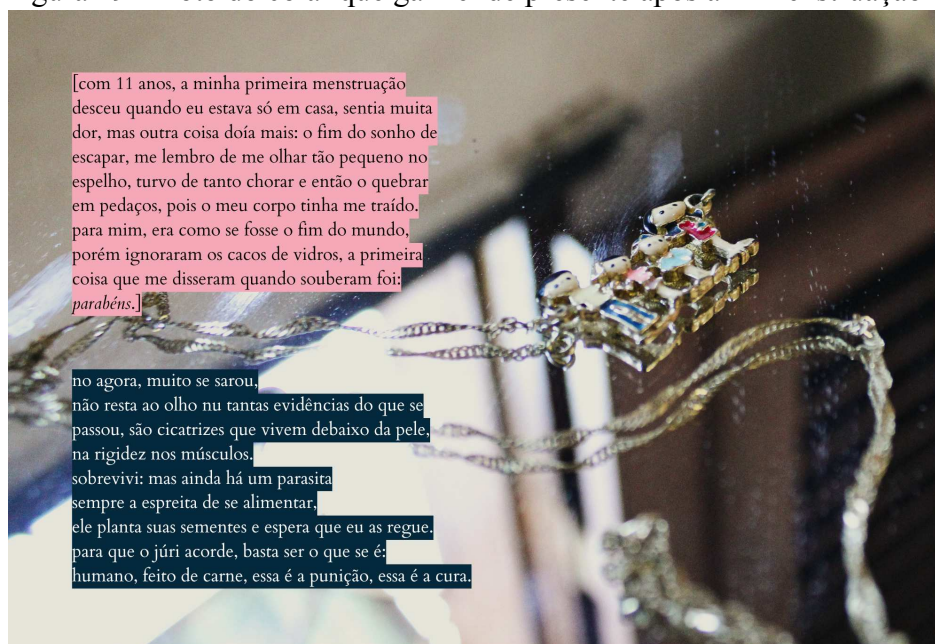 [com 11 anos, a minha primeira menstruação
desceu quando eu estava só em casa, sentia muita
dor, mas outra coisa doía mais: o fim do sonho de
escapar, me lembro de me olhar tão pequeno no
espelho, turvo de tanto chorar e então o quebrar
em pedaços, pois o meu corpo tinha me traído.
para mim, era como se fosse o fim do mundo,
porém ignoraram os cacos de vidros, a primeira
coisa que me disseram quando souberam foi:
parabéns.]
no agora, muito se sarou,
não resta ao olho nu tantas evidências do que se
passou, são cicatrizes que vivem debaixo da pele,
na rigidez nos músculos.
sobrevivi: mas ainda há um parasita
sempre a espreita de se alimentar,
ele planta suas sementes e espera que eu as regue.
para que o júri acorde, basta ser o que se é:
humano, feito de carne, essa é a punição, essa é a cura.